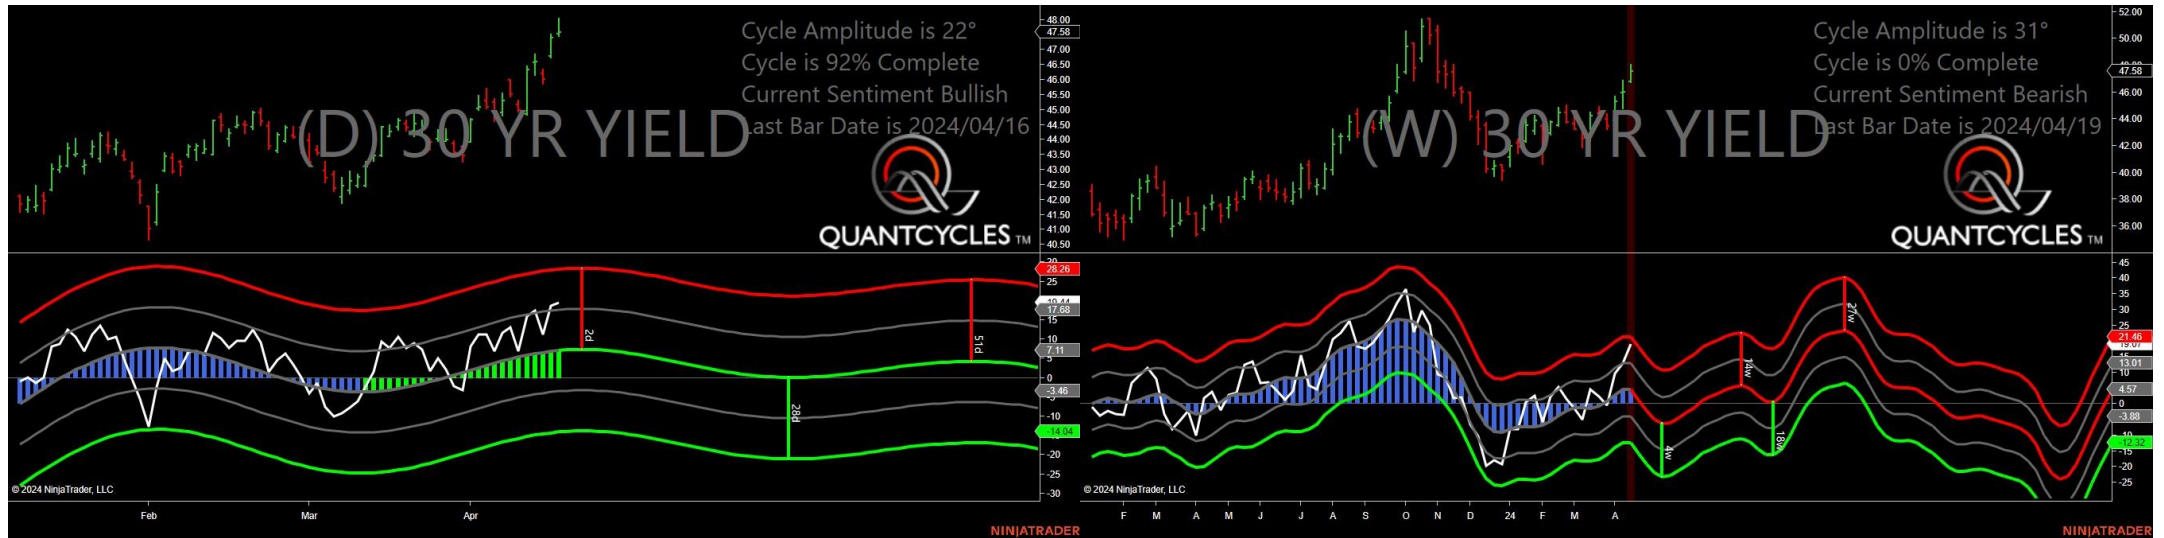 Cycle Amplitude is 22°
Cycle is 92% Complete
Current Sentiment Bullish
Last Bar Date is 2024/04/16
(D) 30 YR YIELD
QUANTCYCLES TM
48.00
47.58
47.00
46.50
46.00
45.50
45.00
44.50
44.00
43.50
43.00
42.50
42.00
41.50
41.00
40.50
28.26
25
17.68
15
10
7.11
5
0
-3.46
-10
-14.04
-20
-25
-30
2d
28d
51d
© 2024 NinjaTrader, LLC
Feb Mar Apr
NINJATRADER
Cycle Amplitude is 31°
Cycle is 0% Complete
Current Sentiment Bearish
Last Bar Date is 2024/04/19
(W) 30 YR YIELD
QUANTCYCLES TM
52.00
50.00
47.58
46.00
44.00
42.00
40.00
38.00
36.00
45
40
35
30
25
21.46
13.01
10
4.57
0
-3.88
-12.32
-15
-20
-25
4w
14w
18w
27w
© 2024 NinjaTrader, LLC
F M A M J J A S O N D 24 F M A
NINJATRADER